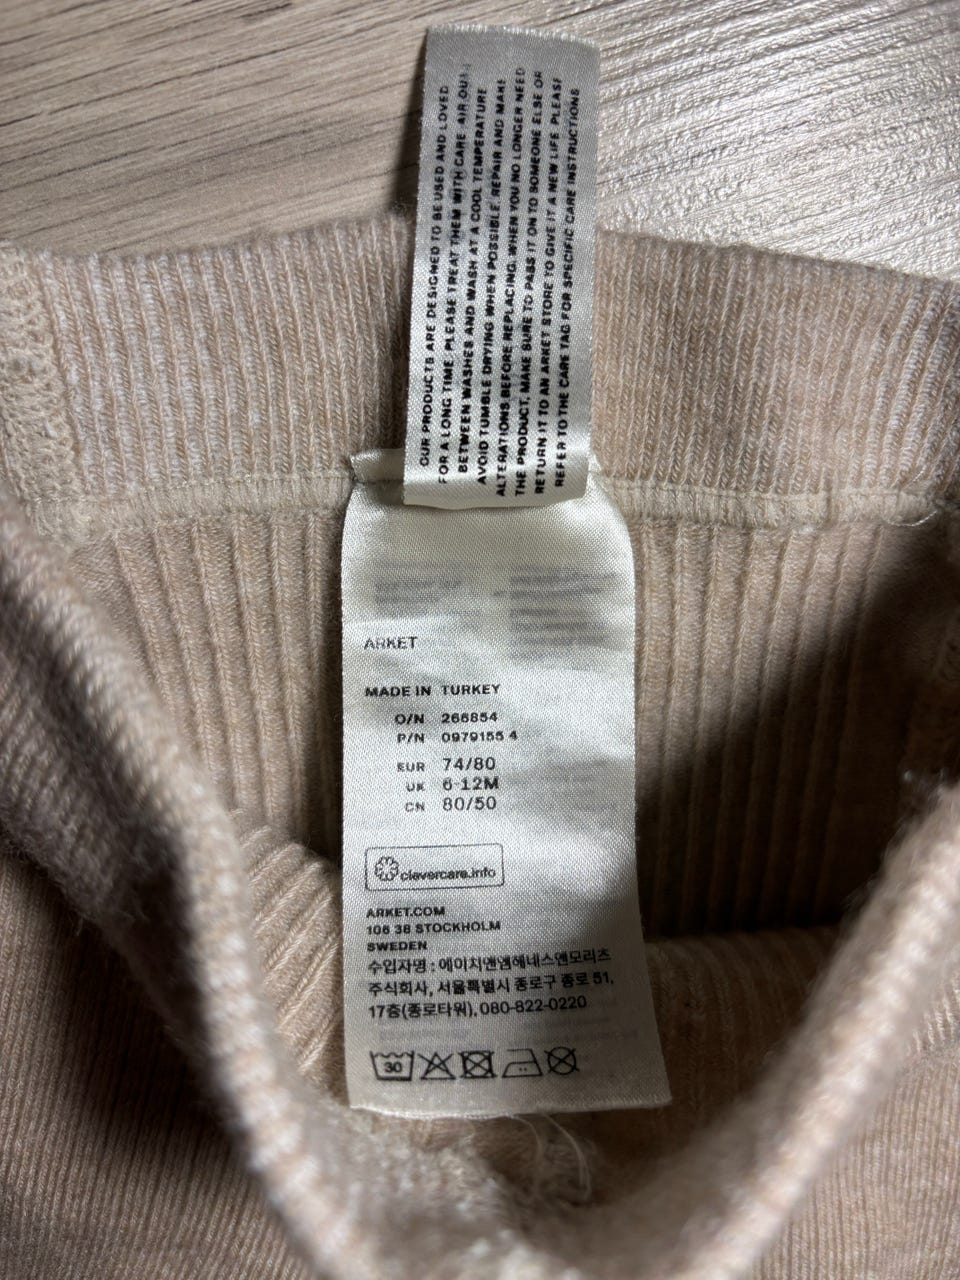 OUR PRODUCTS ARE DESIGNED TO BE USED AND LOVED
FOR A LONG TIME. PLEASE TREAT THEM WITH CARE. AIR
BETWEEN WASHES AND WASH AT A COOL TEMPERATURE
AVOID TUMBLE DRYING WHEN POSSIBLE. REPAIR AND MAKE
ALTERATIONS BEFORE REPLACING. WHEN YOU NO LONGER NEED
THE PRODUCT, MAKE SURE TO PASS IT ON TO SOMEONE ELSE OR
RETURN IT TO AN ARKET STORE TO GIVE IT A NEW LIFE. PLEASE
REFER TO THE CARE TAG FOR SPECIFIC CARE INSTRUCTIONS
ARKET
MADE IN TURKEY
O/N 266854
P/N 0979155 4
EUR 74/80
UK 6-12M
CN 80/50
clevercare.info
ARKET.COM
106 38 STOCKHOLM
SWEDEN
수입자명 : 에이치앤엠헤네스앤모리츠
주식회사, 서울특별시 종로구 종로 51,
17층(종로타워), 080-822-0220
30